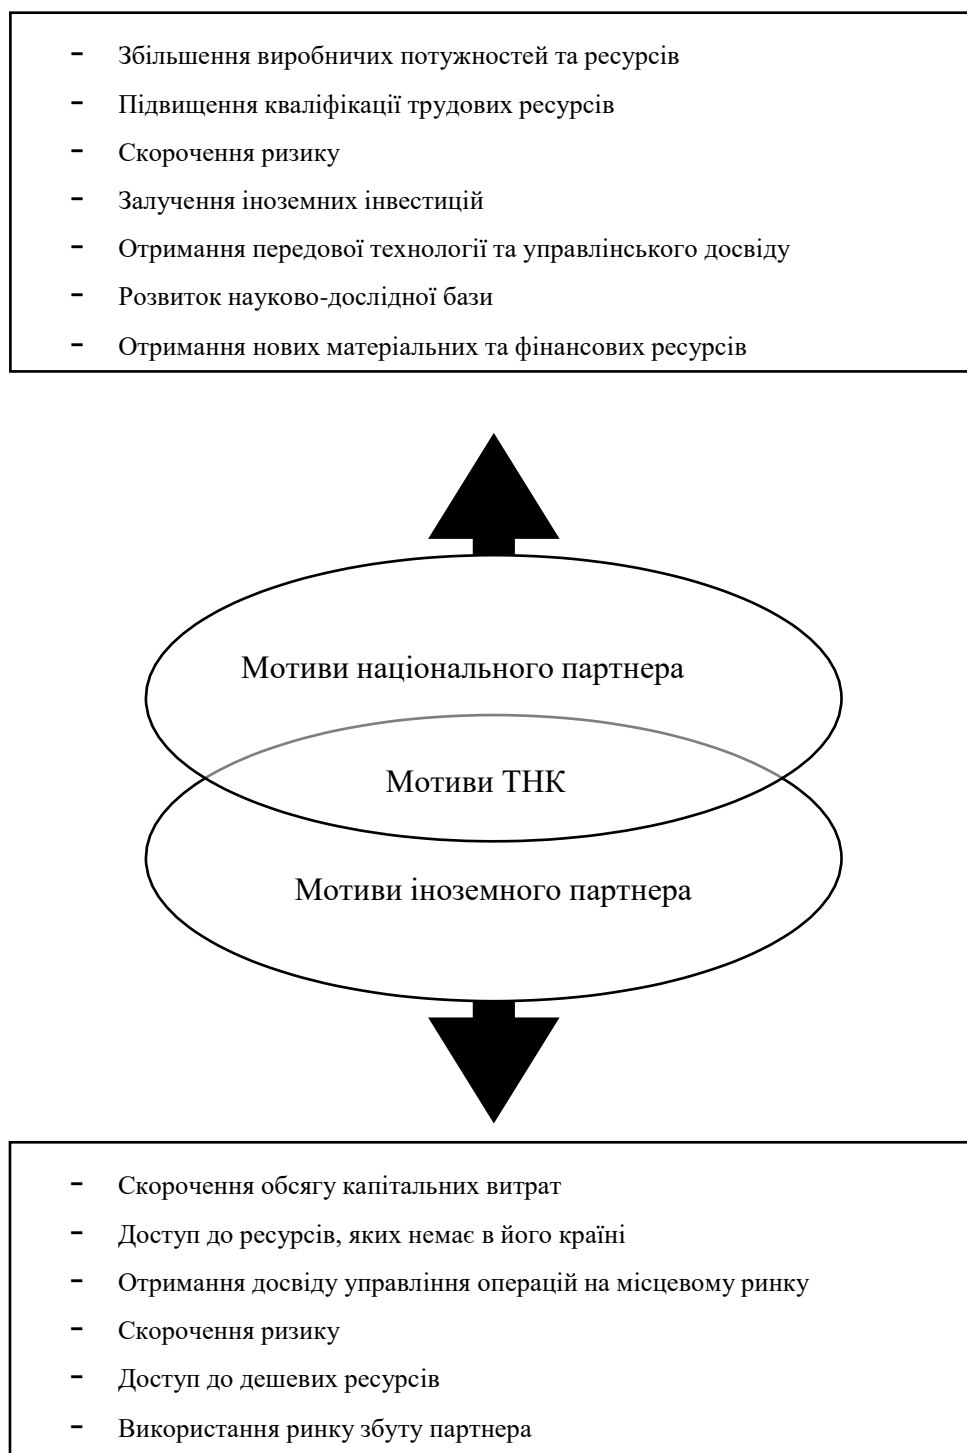 - Збільшення виробничих потужностей та ресурсів
- Підвищення кваліфікації трудових ресурсів
- Скорочення ризику
- Залучення іноземних інвестицій
- Отримання передової технології та управлінського досвіду
- Розвиток науково-дослідної бази
- Отримання нових матеріальних та фінансових ресурсів
Мотиви національного партнера
Мотиви ТНК
Мотиви іноземного партнера
- Скорочення обсягу капітальних витрат
- Доступ до ресурсів, яких немає в його країні
- Отримання досвіду управління операцій на місцевому ринку
- Скорочення ризику
- Доступ до дешевих ресурсів
- Використання ринку збуту партнера